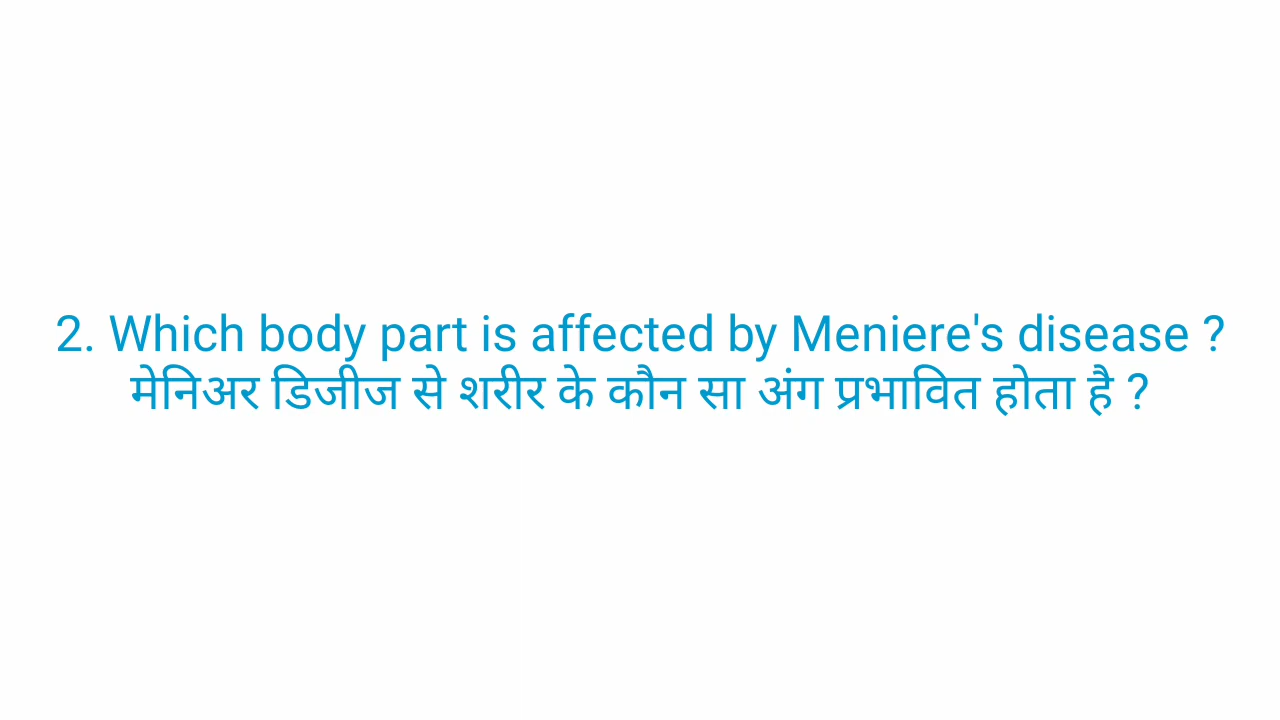 2. Which body part is affected by Meniere's disease ?
मेनिअर डिजीज से शरीर के कौन सा अंग प्रभावित होता है ?